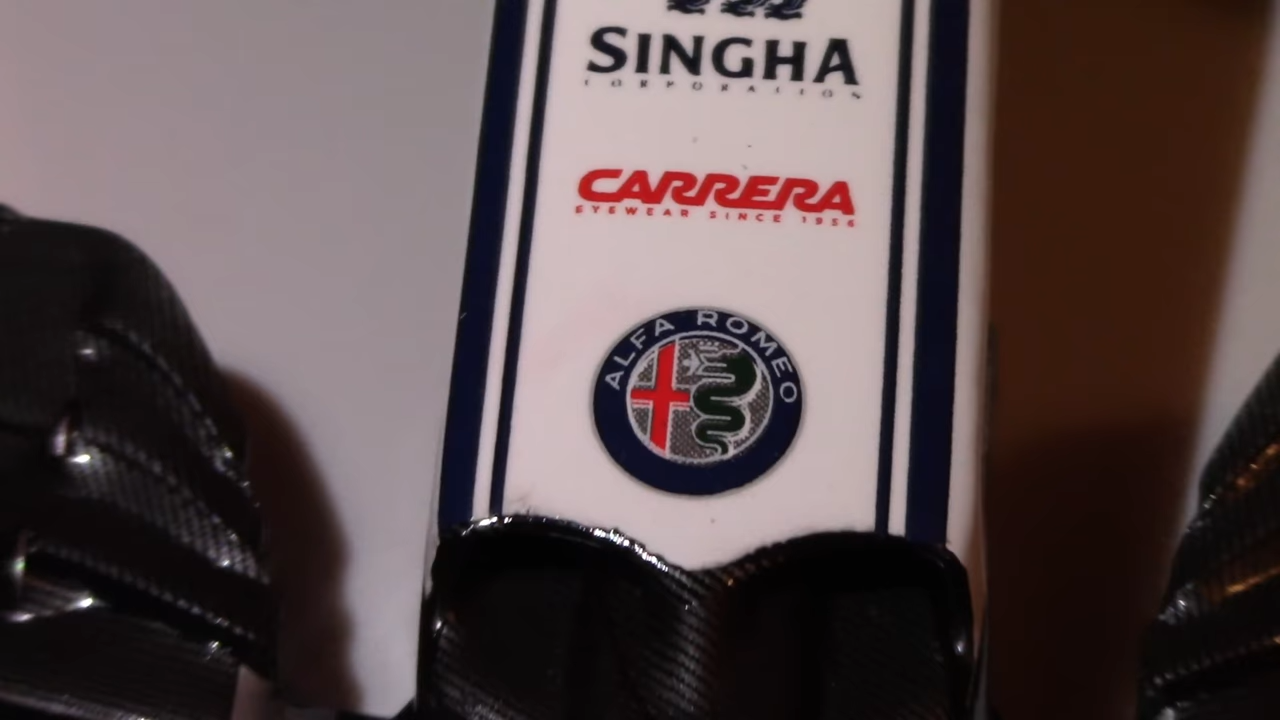 SINGHA
CORPORATION
CARRERA
EYEWEAR SINCE 1956
ALFA ROMEO